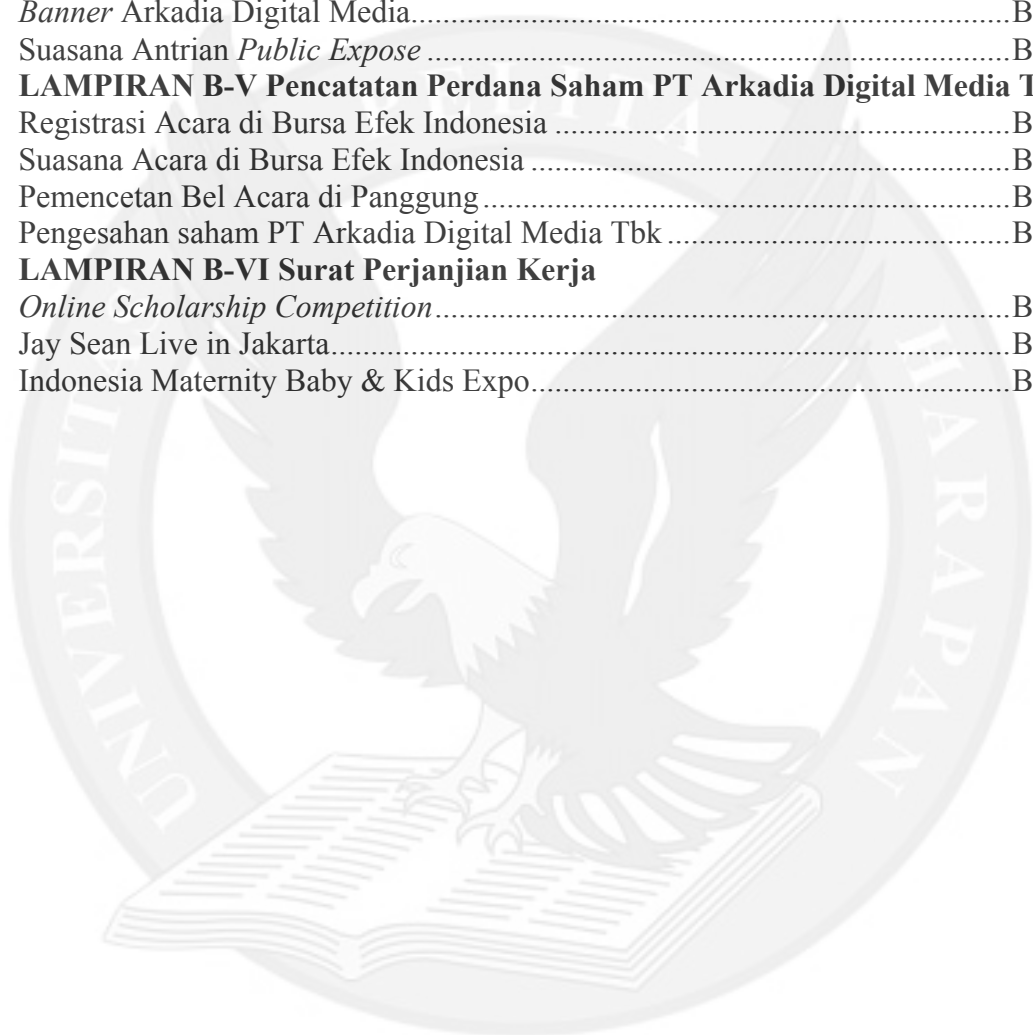 Banner Arkadia Digital Media.......... B
Suasana Antrian Public Expose.......... B
LAMPIRAN B-V Pencatatan Perdana Saham PT Arkadia Digital Media T
Registrasi Acara di Bursa Efek Indonesia.......... B
Suasana Acara di Bursa Efek Indonesia.......... B
Pemencetan Bel Acara di Panggung.......... B
Pengesahan saham PT Arkadia Digital Media Tbk.......... B
LAMPIRAN B-VI Surat Perjanjian Kerja
Online Scholarship Competition.......... B
Jay Sean Live in Jakarta.......... B
Indonesia Maternity Baby & Kids Expo.......... B
UNIVERSITAS PELITA HARAPAN